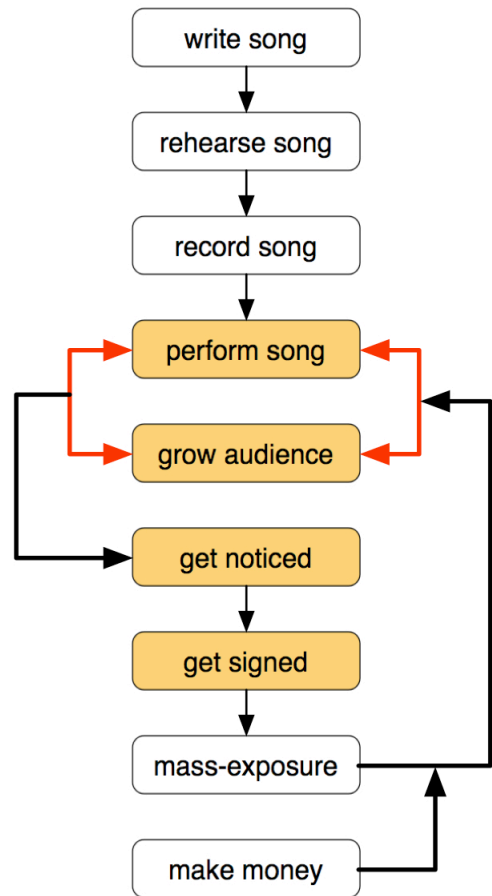 write song
rehearse song
record song
perform song
grow audience
get noticed
get signed
mass-exposure
make money